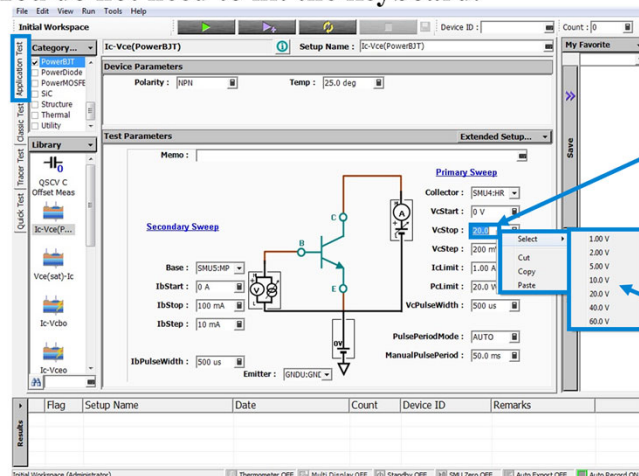 File Edit View Run Tools Help
Initial Workspace
Device ID :
Count : 0
Application Test
Classic Test
Tracer Test
Quick Test
Category...
PowerBJT
PowerDiode
PowerMOSFE
SiC
Structure
Thermal
Utility
Library
QSCV C
Offset Meas
Ic-Vce(P...
Vce(sat)-Ic
Ic-Vcbo
Ic-Vceo
Ic-Vce(PowerBJT)
Setup Name : Ic-Vce(PowerBJT)
Device Parameters
Polarity : NPN
Temp : 25.0 deg
Test Parameters
Extended Setup...
Memo :
Primary Sweep
Collector : SMU4:HR
VcStart : 0 V
VcStop : 20.0
VcStep : 200 m
IcLimit : 1.00 A
PcLimit : 20.0 W
VcPulseWidth : 500 us
PulsePeriodMode : AUTO
ManualPulsePeriod : 50.0 ms
Secondary Sweep
Base : SMU5:MP
IbStart : 0 A
IbStop : 100 mA
IbStep : 10 mA
IbPulseWidth : 500 us
Emitter : GNDU:GNE
C
B
E
A
V
0V
Select
Cut
Copy
Paste
1.00 V
2.00 V
5.00 V
10.0 V
20.0 V
40.0 V
60.0 V
My Favorite
Save
Results
Flag Setup Name Date Count Device ID Remarks
Initial Workspace (Administrator)
Thermometer OFF Multi Display OFF Standby OFF SMU Zero OFF Auto Export OFF Auto Record ON